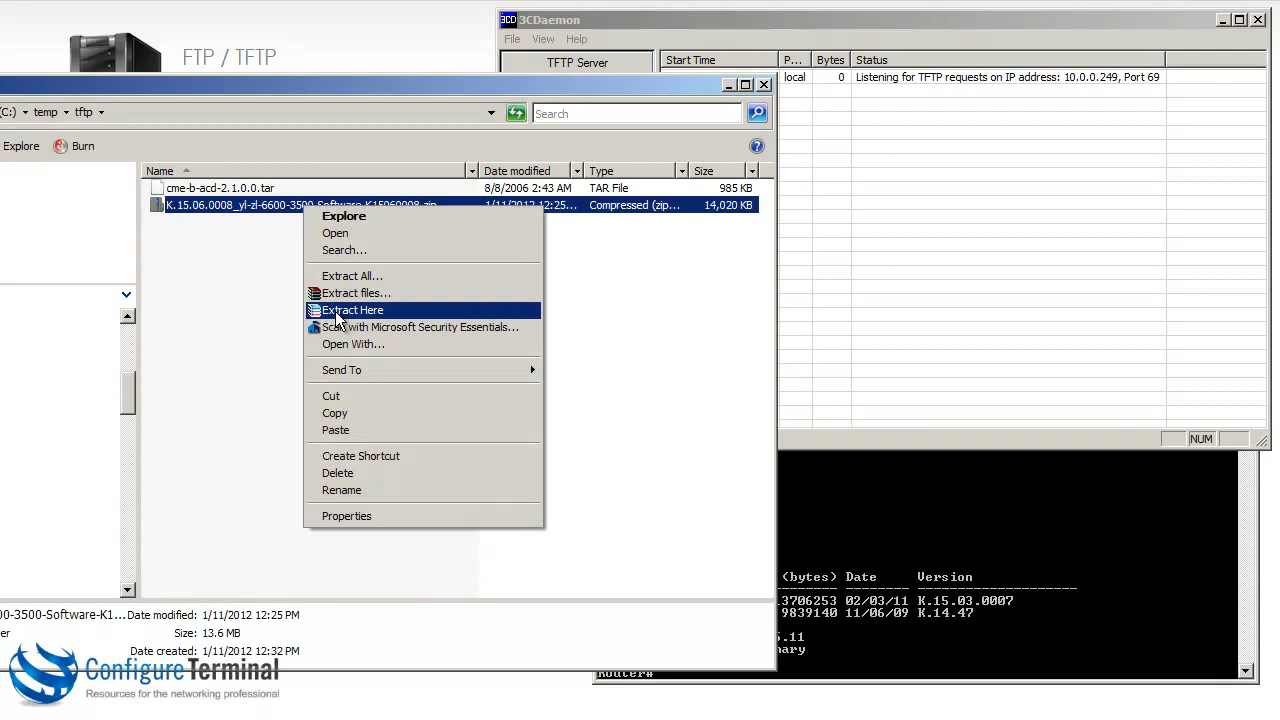 FTP / TFTP
3CDaemon
File View Help
TFTP Server
Start Time P... Bytes Status
local 0 Listening for TFTP requests on IP address: 10.0.0.249, Port 69
(C:) temp tftp
Search
Explore Burn
Name Date modified Type Size
cme-b-acd-2.1.0.0.tar 8/8/2006 2:43 AM TAR File 985 KB
K.15.06.0008_yl-zl-6600-3500-Software-K15060008.zip 1/11/2012 12:25... Compressed (zip... 14,020 KB
Explore
Open
Search...
Extract All...
Extract files...
Extract Here
Scan with Microsoft Security Essentials...
Open With...
Send To
Cut
Copy
Paste
Create Shortcut
Delete
Rename
Properties
NUM
(bytes) Date Version
3706253 02/03/11 K.15.03.0007
9839140 11/06/09 K.14.47
.11
ary
Router#
00-3500-Software-K1... Date modified: 1/11/2012 12:25 PM
er Size: 13.6 MB
Date created: 1/11/2012 12:32 PM
Configure Terminal
Resources for the networking professional